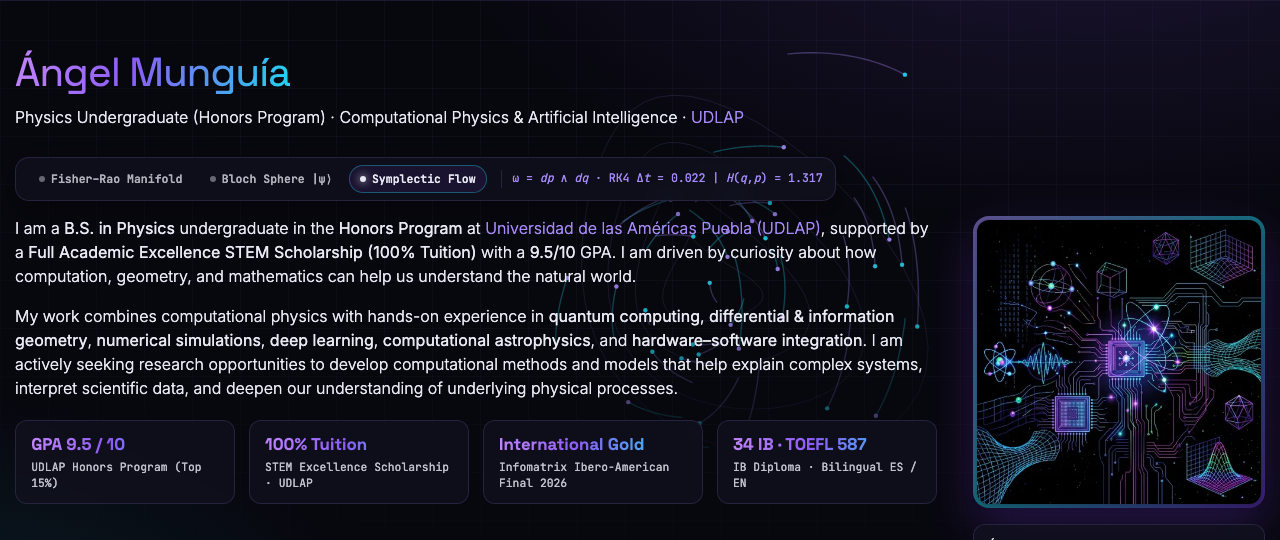 Ángel Munguía
Physics Undergraduate (Honors Program) · Computational Physics & Artificial Intelligence · UDLAP
Fisher–Rao Manifold
Bloch Sphere |ψ⟩
Symplectic Flow
ω = dp ∧ dq · RK4 Δt = 0.022 | H(q,p) = 1.317
I am a B.S. in Physics undergraduate in the Honors Program at Universidad de las Américas Puebla (UDLAP), supported by
a Full Academic Excellence STEM Scholarship (100% Tuition) with a 9.5/10 GPA. I am driven by curiosity about how
computation, geometry, and mathematics can help us understand the natural world.
My work combines computational physics with hands-on experience in quantum computing, differential & information
geometry, numerical simulations, deep learning, computational astrophysics, and hardware–software integration. I am
actively seeking research opportunities to develop computational methods and models that help explain complex systems,
interpret scientific data, and deepen our understanding of underlying physical processes.
GPA 9.5 / 10
UDLAP Honors Program (Top
15%)
100% Tuition
STEM Excellence Scholarship
· UDLAP
International Gold
Infomatrix Ibero-American
Final 2026
34 IB · TOEFL 587
IB Diploma · Bilingual ES /
EN